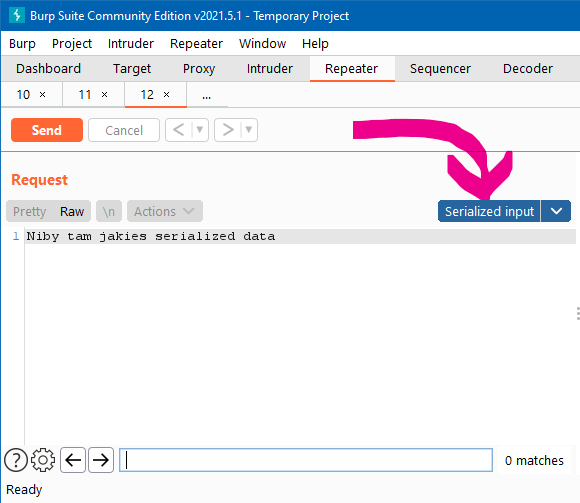 Burp Suite Community Edition v2021.5.1 - Temporary Project
Burp Project Intruder Repeater Window Help
Dashboard Target Proxy Intruder Repeater Sequencer Decoder
10 × 11 × 12 × ...
Send Cancel < >
Request
Pretty Raw \n Actions Serialized input
1 Niby tam jakies serialized data
? 0 matches
Ready